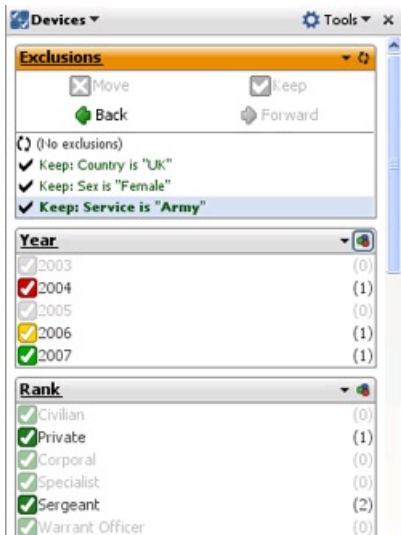 Devices Tools
Exclusions
Move Keep
Back Forward
(No exclusions)
Keep: Country is "UK"
Keep: Sex is "Female"
Keep: Service is "Army"
Year
2003 (0)
2004 (1)
2005 (0)
2006 (1)
2007 (1)
Rank
Civilian (0)
Private (1)
Corporal (0)
Specialist (0)
Sergeant (2)
Warrant Officer (0)